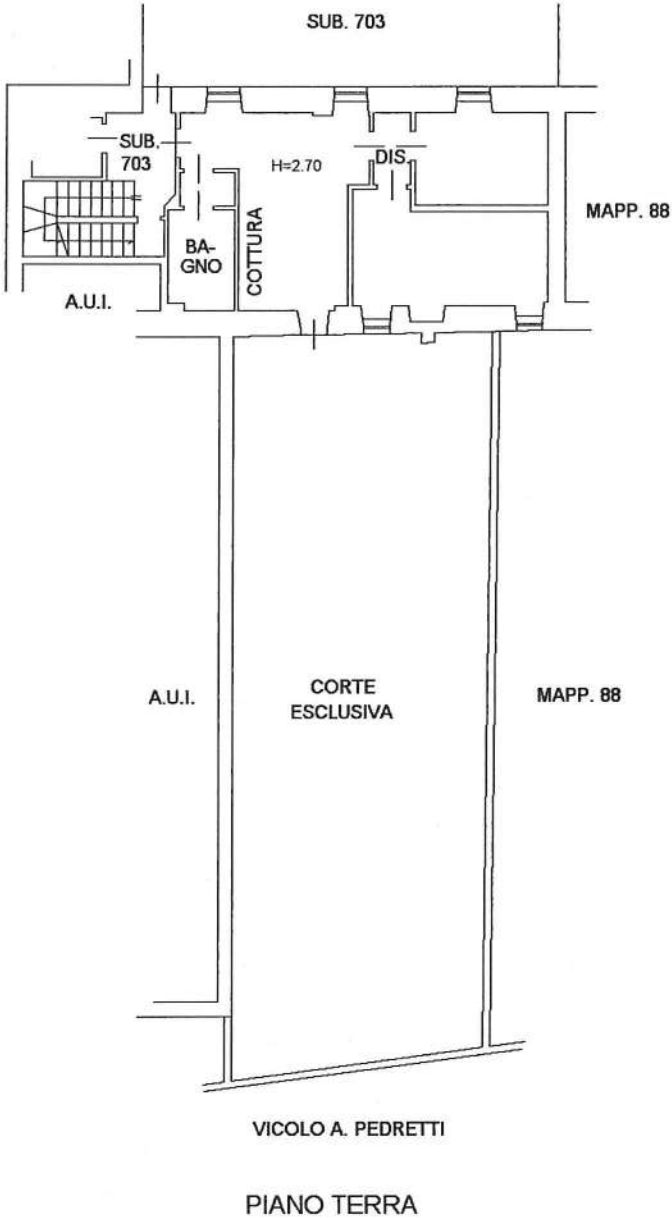 SUB. 703
SUB.
703
H=2.70
DIS.
MAPP. 88
BA-
GNO
COTTURA
A.U.I.
A.U.I.
CORTE
ESCLUSIVA
MAPP. 88
VICOLO A. PEDRETTI
PIANO TERRA